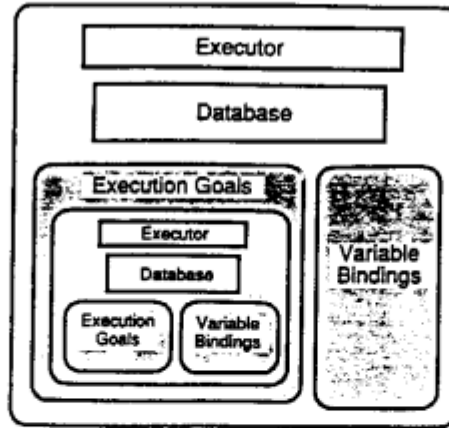 Executor
Database
Execution Goals
Variable
Bindings
Executor
Database
Execution
Goals
Variable
Bindings